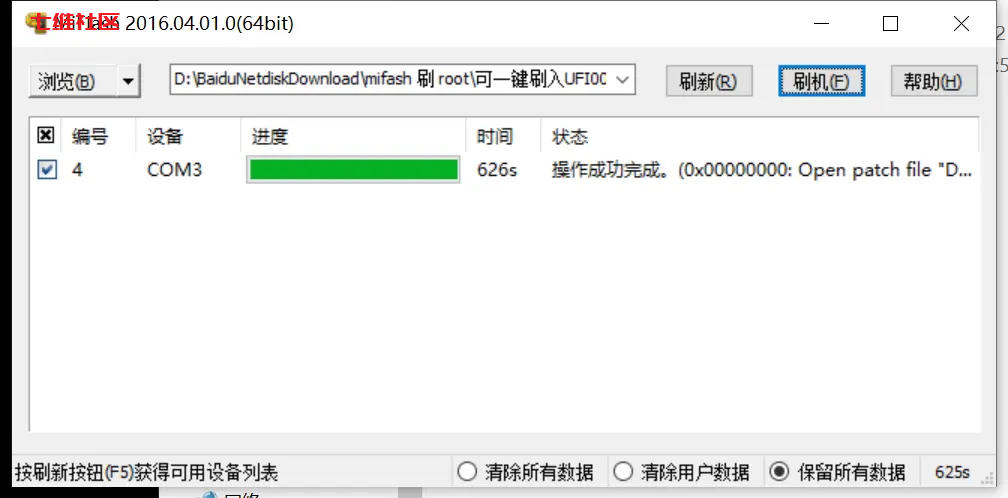 MiFlash 2016.04.01.0(64bit)
浏览(B)
D:\BaiduNetdiskDownload\mifash 刷 root\可一键刷入UFI00
刷新(R)
刷机(F)
帮助(H)
编号 设备 进度 时间 状态
4 COM3 626s 操作成功完成。(0x00000000: Open patch file "D...
按刷新按钮(F5)获得可用设备列表
清除所有数据
清除用户数据
保留所有数据
625s